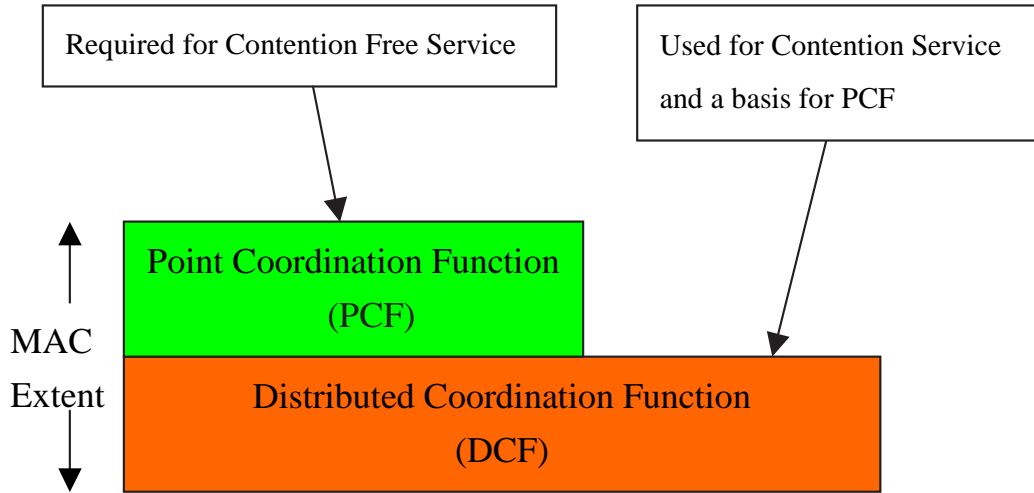 Required for Contention Free Service
Used for Contention Service
and a basis for PCF
Point Coordination Function
(PCF)
MAC
Extent
Distributed Coordination Function
(DCF)